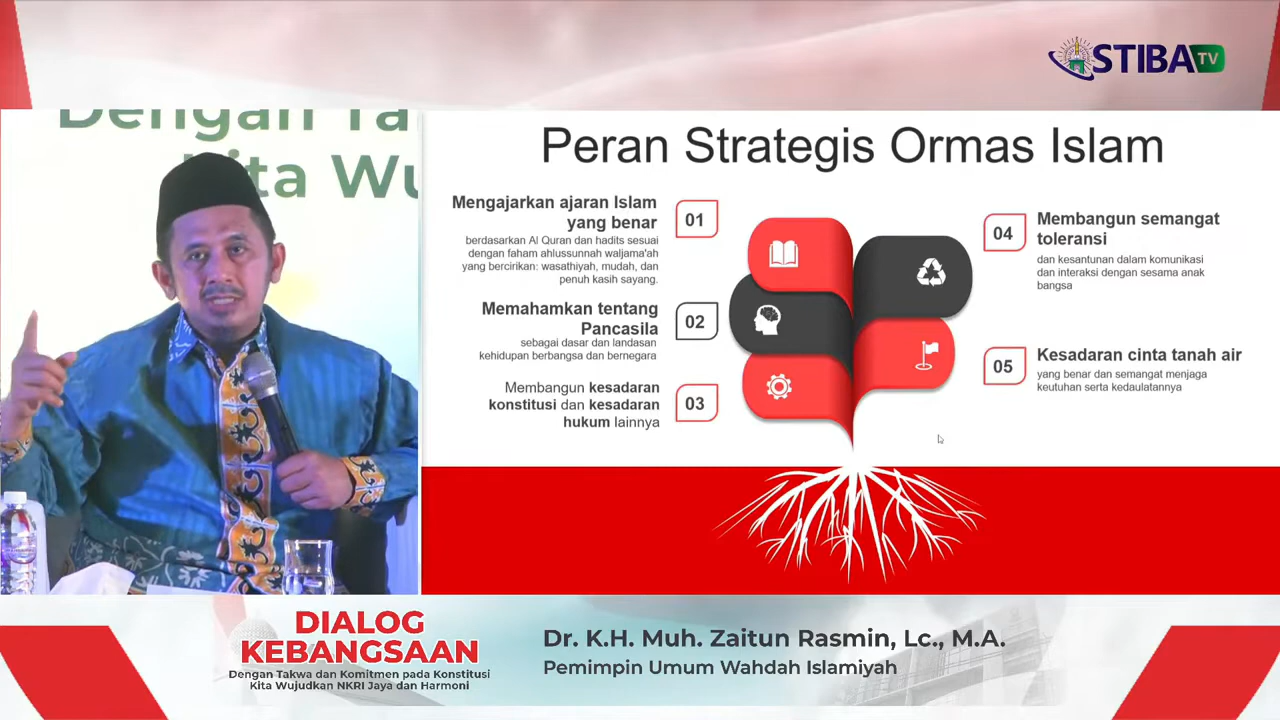 STIBA TV
Dengan Ta
Kita Wu
Peran Strategis Ormas Islam
Mengajarkan ajaran Islam
yang benar
berdasarkan Al Quran dan hadits sesuai
dengan faham ahlussunnah waljama'ah
yang bercirikan: wasathiyah, mudah, dan
penuh kasih sayang.
01
Memahamkan tentang
Pancasila
sebagai dasar dan landasan
kehidupan berbangsa dan bernegara
02
Membangun kesadaran
konstitusi dan kesadaran
hukum lainnya
03
04
Membangun semangat
toleransi
dan kesantunan dalam komunikasi
dan interaksi dengan sesama anak
bangsa
05
Kesadaran cinta tanah air
yang benar dan semangat menjaga
keutuhan serta kedaulatannya
DIALOG
KEBANGSAAN
Dengan Takwa dan Komitmen pada Konstitusi
Kita Wujudkan NKRI Jaya dan Harmoni
Dr. K.H. Muh. Zaitun Rasmin, Lc., M.A.
Pemimpin Umum Wahdah Islamiyah